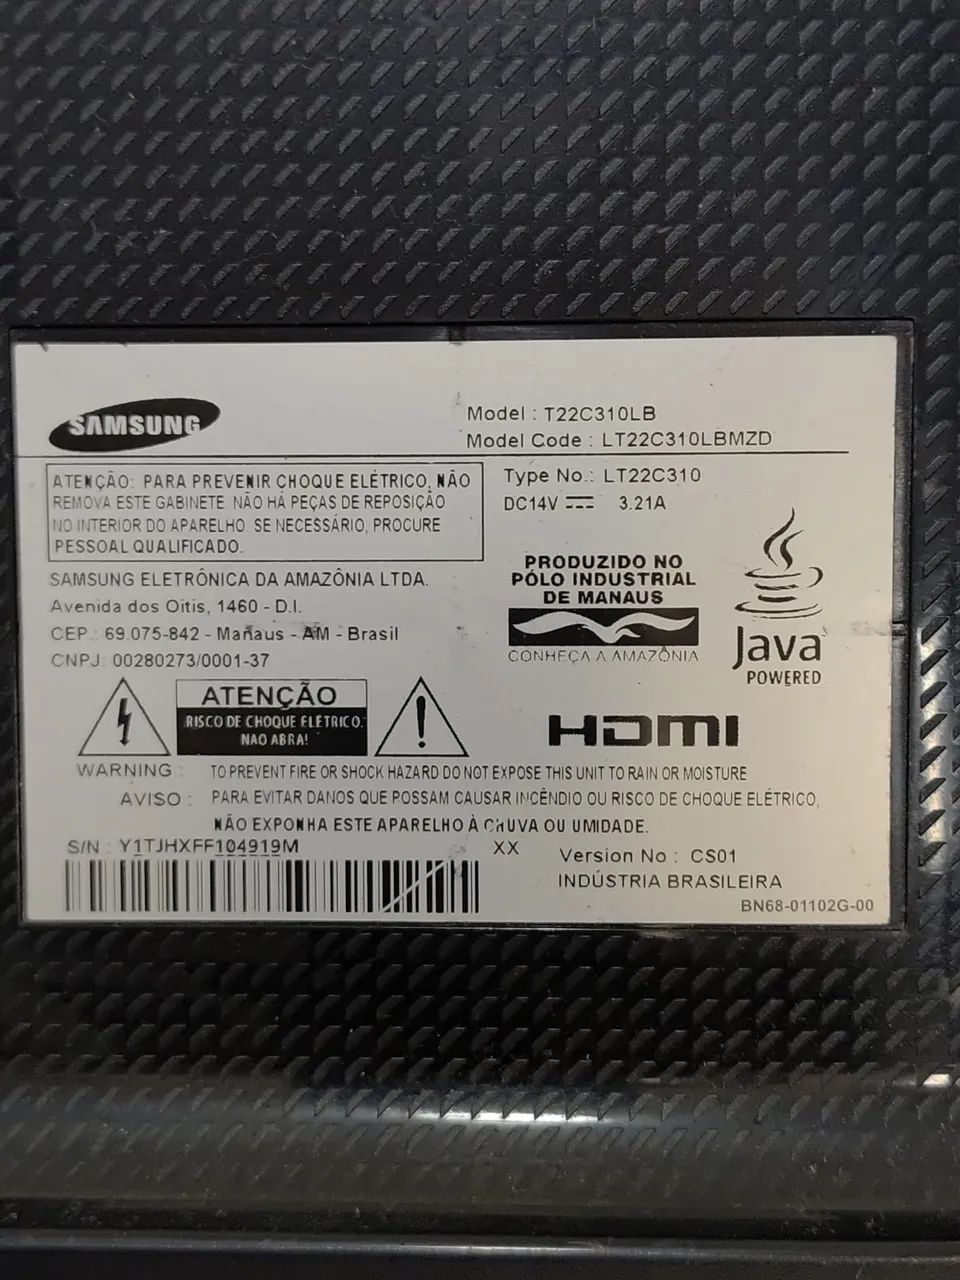 SAMSUNG
Model : T22C310LB
Model Code : LT22C310LBMZD
ATENÇÃO: PARA PREVENIR CHOQUE ELÉTRICO, NÃO
REMOVA ESTE GABINETE. NÃO HÁ PEÇAS DE REPOSIÇÃO
NO INTERIOR DO APARELHO. SE NECESSÁRIO, PROCURE
PESSOAL QUALIFICADO.
Type No.: LT22C310
DC14V 3.21A
SAMSUNG ELETRÔNICA DA AMAZÔNIA LTDA.
Avenida dos Oitis, 1460 - D.I.
CEP.: 69.075-842 - Manaus - AM - Brasil
CNPJ: 00280273/0001-37
PRODUZIDO NO
PÓLO INDUSTRIAL
DE MANAUS
CONHEÇA A AMAZÔNIA
Java
POWERED
ATENÇÃO
RISCO DE CHOQUE ELÉTRICO.
NAO ABRA!
HDMI
WARNING : TO PREVENT FIRE OR SHOCK HAZARD DO NOT EXPOSE THIS UNIT TO RAIN OR MOISTURE
AVISO : PARA EVITAR DANOS QUE POSSAM CAUSAR INCÊNDIO OU RISCO DE CHOQUE ELÉTRICO,
NÃO EXPONHA ESTE APARELHO À CHUVA OU UMIDADE.
S/N : Y1TJHXFF104919M
XX
Version No : CS01
INDÚSTRIA BRASILEIRA
BN68-01102G-00